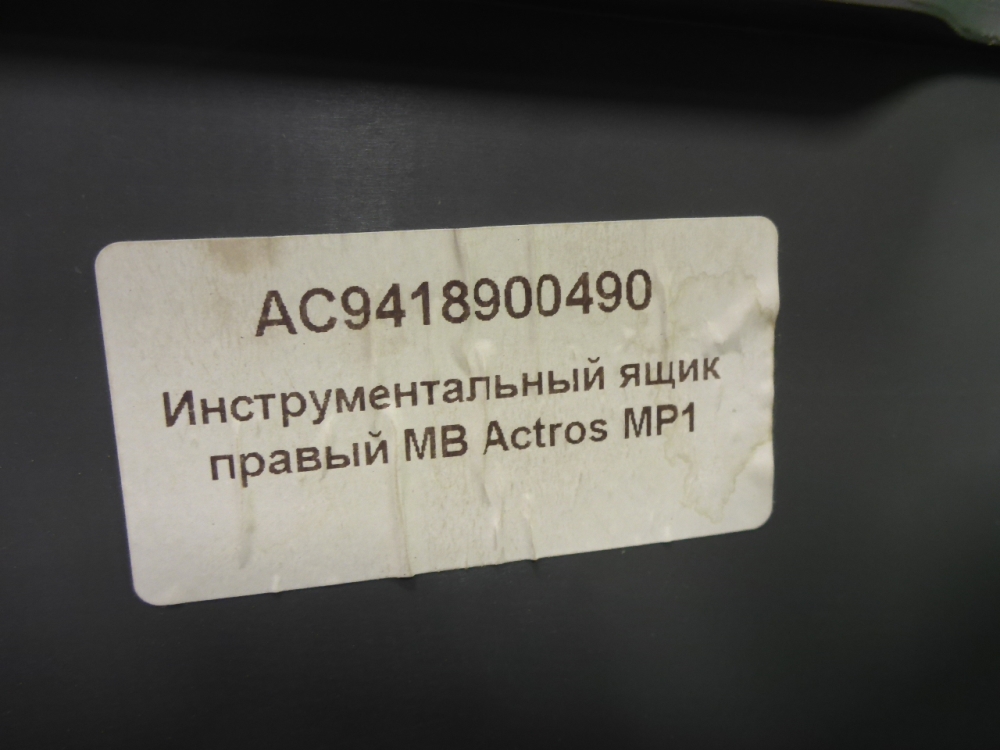 AC9418900490
Инструментальный ящик
правый MB Actros MP1